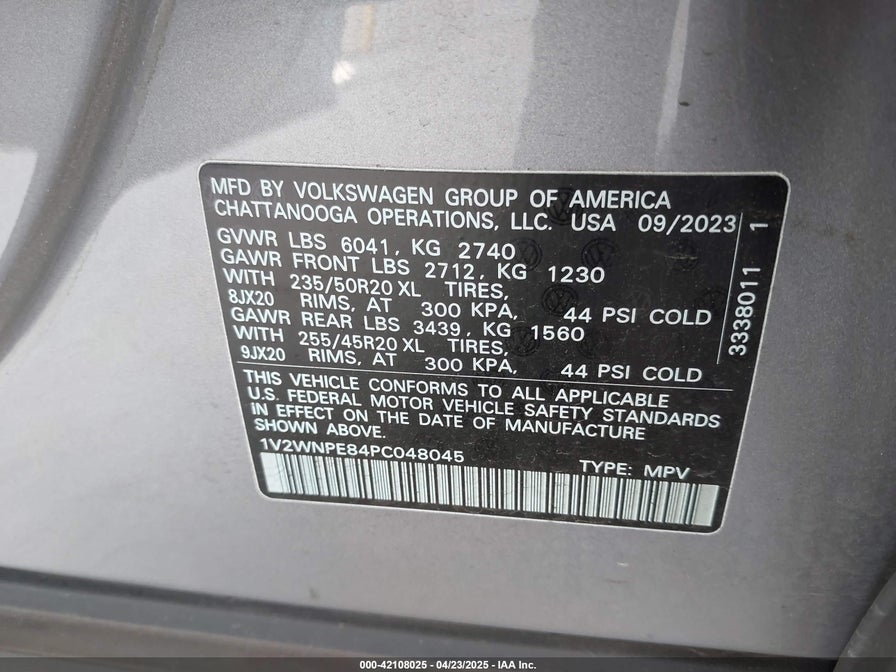 MFD BY VOLKSWAGEN GROUP OF AMERICA
CHATTANOOGA OPERATIONS, LLC. USA 09/2023
GVWR LBS 6041, KG 2740
GAWR FRONT LBS 2712, KG 1230
WITH 235/50R20 XL TIRES,
8JX20 RIMS, AT 300 KPA, 44 PSI COLD
GAWR REAR LBS 3439, KG 1560
WITH 255/45R20 XL TIRES,
9JX20 RIMS, AT 300 KPA, 44 PSI COLD
3338011 1
THIS VEHICLE CONFORMS TO ALL APPLICABLE
U.S. FEDERAL MOTOR VEHICLE SAFETY STANDARDS
IN EFFECT ON THE DATE OF MANUFACTURE
SHOWN ABOVE.
1V2WNPE84PC048045 TYPE: MPV
000-42108025 - 04/23/2025 - IAA Inc.